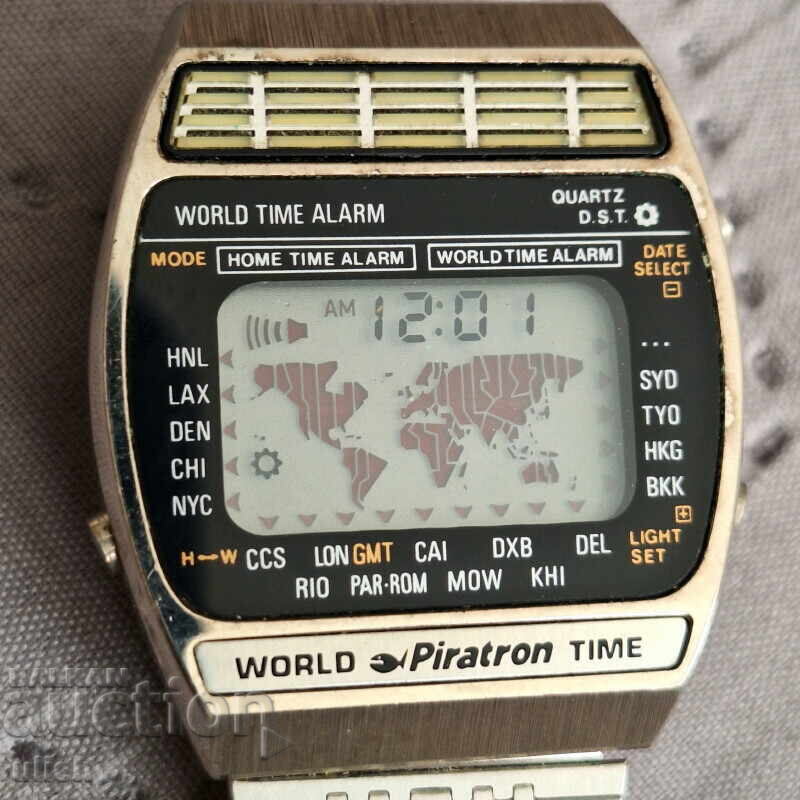 WORLD TIME ALARM
QUARTZ
D.S.T.
MODE HOME TIME ALARM WORLD TIME ALARM DATE SELECT
AM 12:01
HNL
LAX
DEN
CHI
NYC
...
SYD
TYO
HKG
BKK
H↔W CCS LON GMT CAI DXB DEL LIGHT SET
RIO PAR·ROM MOW KHI
WORLD Piratron TIME
BALKAN
auction